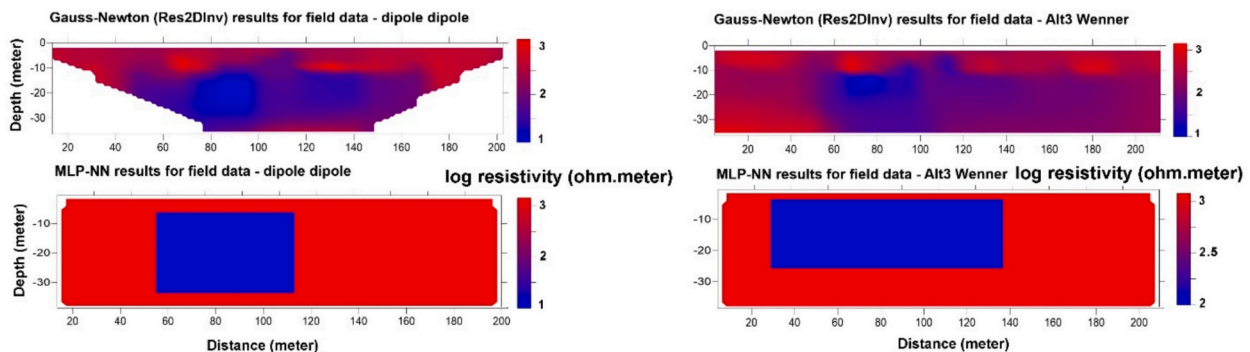 Gauss-Newton (Res2DInv) results for field data - dipole dipole
0
-10
-20
-30
Depth (meter)
20 40 60 80 100 120 140 160 180 200
3
2
1
MLP-NN results for field data - dipole dipole
log resistivity (ohm.meter)
-10
-20
-30
Depth (meter)
20 40 60 80 100 120 140 160 180 200
Distance (meter)
3
2
1
Gauss-Newton (Res2DInv) results for field data - Alt3 Wenner
0
-10
-20
-30
20 40 60 80 100 120 140 160 180 200
3
2
1
MLP-NN results for field data - Alt3 Wenner log resistivity (ohm.meter)
-10
-20
-30
Depth (meter)
20 40 60 80 100 120 140 160 180 200
Distance (meter)
3
2.5
2